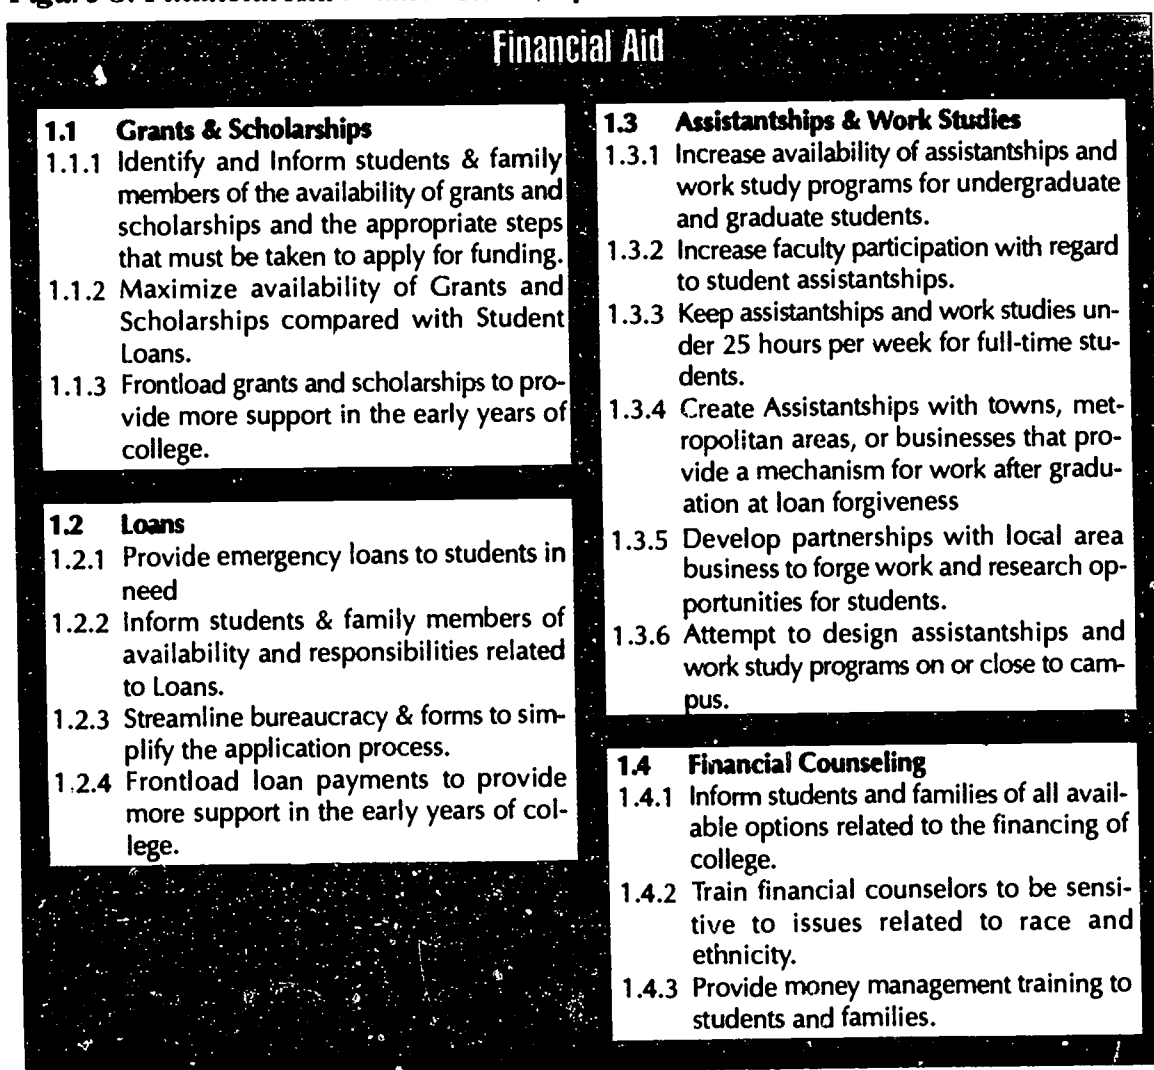 Financial Aid
1.1 Grants & Scholarships
1.1.1 Identify and Inform students & family
members of the availability of grants and
scholarships and the appropriate steps
that must be taken to apply for funding.
1.1.2 Maximize availability of Grants and
Scholarships compared with Student
Loans.
1.1.3 Frontload grants and scholarships to pro-
vide more support in the early years of
college.
1.2 Loans
1.2.1 Provide emergency loans to students in
need
1.2.2 Inform students & family members of
availability and responsibilities related
to Loans.
1.2.3 Streamline bureaucracy & forms to sim-
plify the application process.
1.2.4 Frontload loan payments to provide
more support in the early years of col-
lege.
1.3 Assistantships & Work Studies
1.3.1 Increase availability of assistantships and
work study programs for undergraduate
and graduate students.
1.3.2 Increase faculty participation with regard
to student assistantships.
1.3.3 Keep assistantships and work studies un-
der 25 hours per week for full-time stu-
dents.
1.3.4 Create Assistantships with towns, met-
ropolitan areas, or businesses that pro-
vide a mechanism for work after gradu-
ation at loan forgiveness
1.3.5 Develop partnerships with local area
business to forge work and research op-
portunities for students.
1.3.6 Attempt to design assistantships and
work study programs on or close to cam-
pus.
1.4 Financial Counseling
1.4.1 Inform students and families of all avail-
able options related to the financing of
college.
1.4.2 Train financial counselors to be sensi-
tive to issues related to race and
ethnicity.
1.4.3 Provide money management training to
students and families.